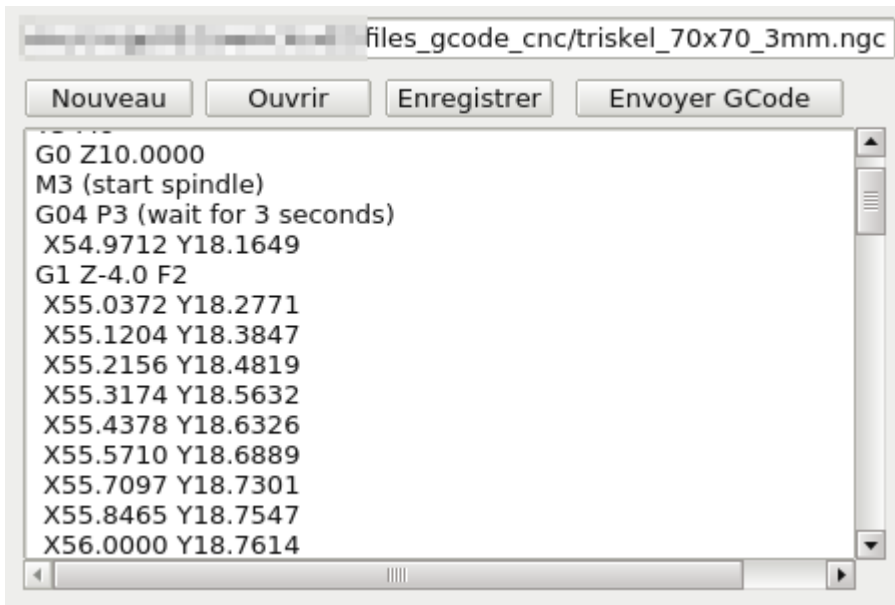 files_gcode_cnc/triskel_70x70_3mm.ngc
Nouveau Ouvrir Enregistrer Envoyer GCode
G0 Z10.0000
M3 (start spindle)
G04 P3 (wait for 3 seconds)
X54.9712 Y18.1649
G1 Z-4.0 F2
X55.0372 Y18.2771
X55.1204 Y18.3847
X55.2156 Y18.4819
X55.3174 Y18.5632
X55.4378 Y18.6326
X55.5710 Y18.6889
X55.7097 Y18.7301
X55.8465 Y18.7547
X56.0000 Y18.7614